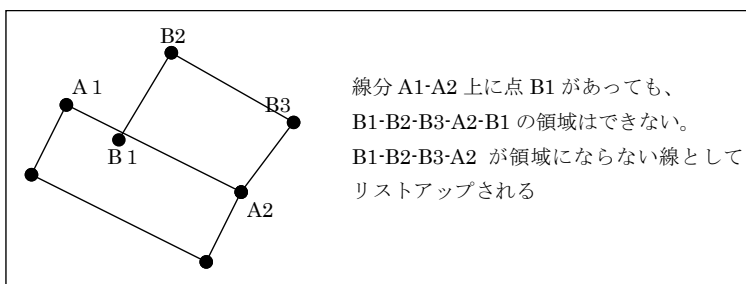 B2
A 1
B3
B 1
A2
線分 A1-A2 上に点 B1 があっても、
B1-B2-B3-A2-B1 の領域はできない。
B1-B2-B3-A2 が領域にならない線として
リストアップされる